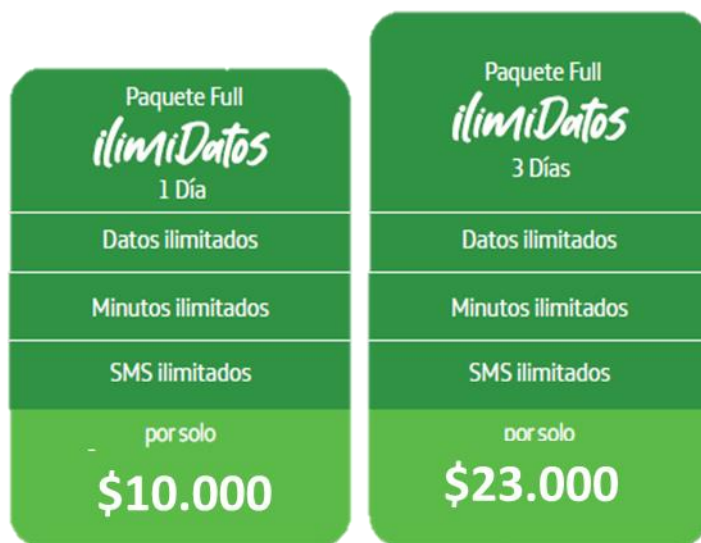 Paquete Full
ilimiDatos
1 Día
Datos ilimitados
Minutos ilimitados
SMS ilimitados
por solo
$10.000
Paquete Full
ilimiDatos
3 Días
Datos ilimitados
Minutos ilimitados
SMS ilimitados
por solo
$23.000